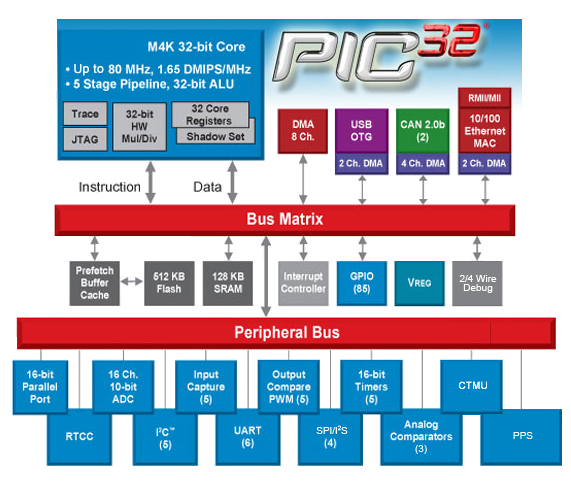 M4K 32-bit Core
• Up to 80 MHz, 1.65 DMIPS/MHz
• 5 Stage Pipeline, 32-bit ALU
Trace
JTAG
32-bit
HW
Mul/Div
32 Core
Registers
Shadow Set
PIC32®
DMA
8 Ch.
USB
OTG
2 Ch. DMA
CAN 2.0b
(2)
4 Ch. DMA
RMII/MII
10/100
Ethernet
MAC
2 Ch. DMA
Instruction
Data
Bus Matrix
Prefetch
Buffer
Cache
512 KB
Flash
128 KB
SRAM
Interrupt
Controller
GPIO
(85)
VREG
2/4 Wire
Debug
Peripheral Bus
16-bit
Parallel
Port
16 Ch.
10-bit
ADC
Input
Capture
(5)
Output
Compare
PWM (5)
16-bit
Timers
(5)
CTMU
RTCC
I²C™
(5)
UART
(6)
SPI/I²S
(4)
Analog
Comparators
(3)
PPS